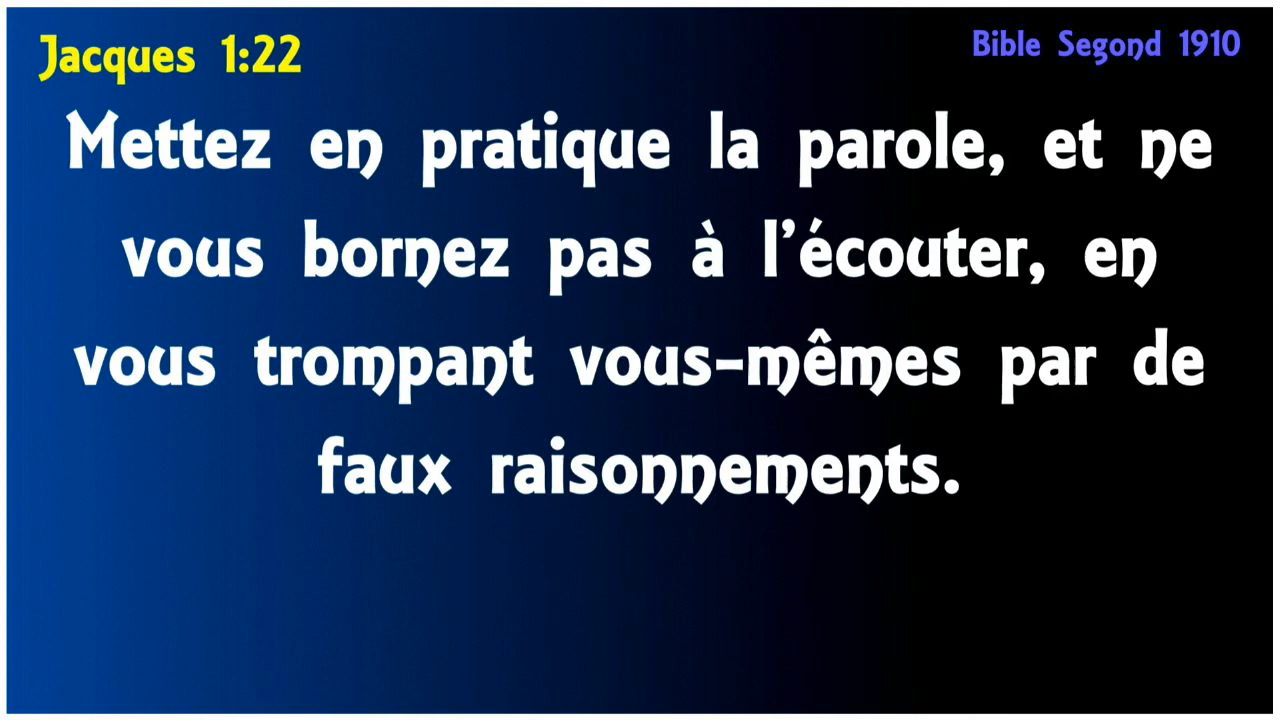 Jacques 1:22
Bible Segond 1910
Mettez en pratique la parole, et ne
vous bornez pas à l'écouter, en
vous trompant vous-mêmes par de
faux raisonnements.